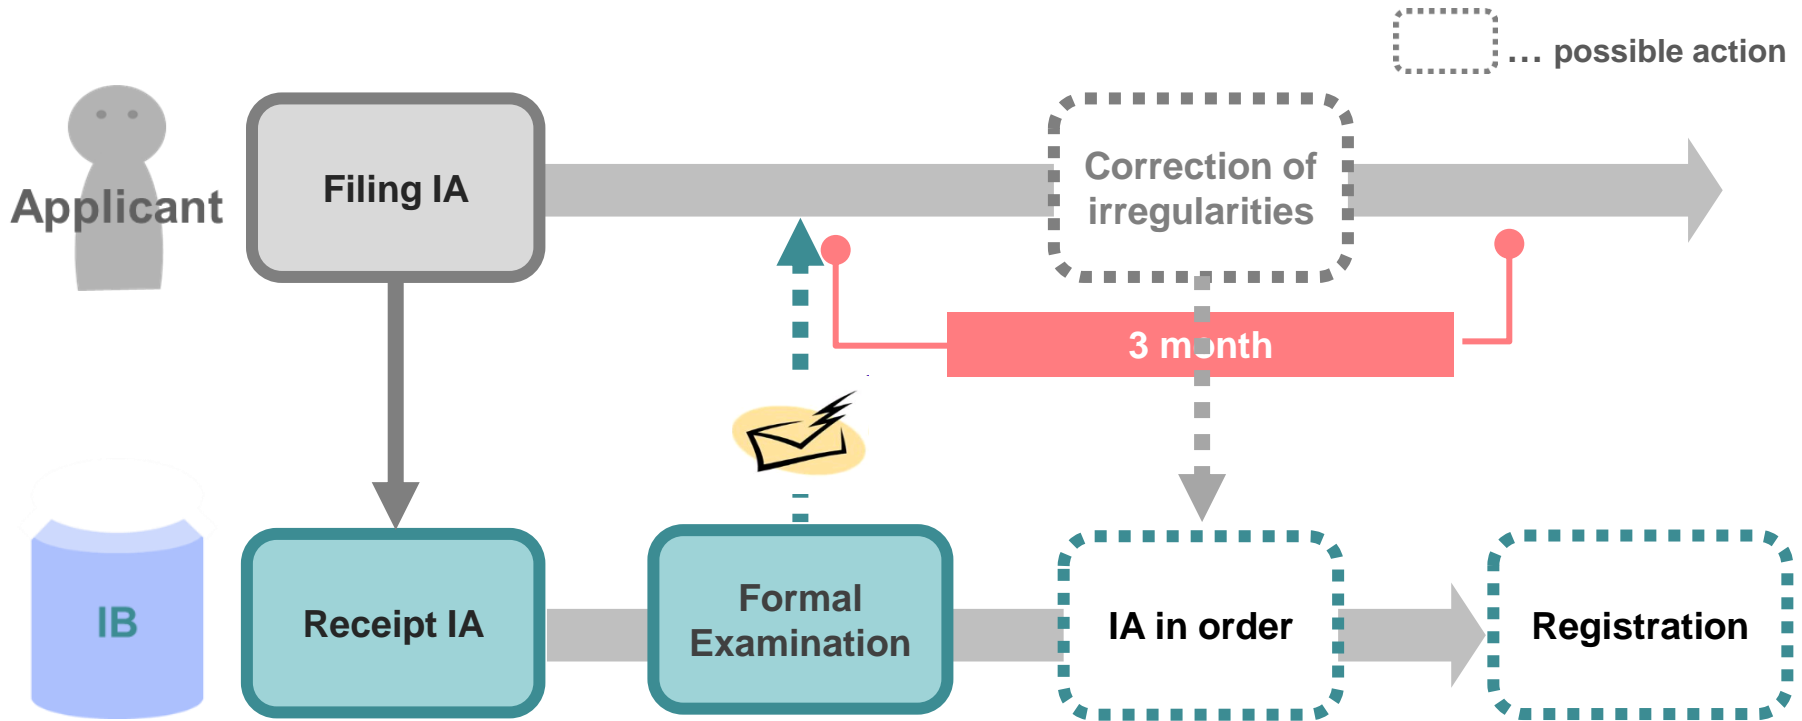 ... possible action
Applicant
Filing IA
Correction of
irregularities
3 month
IB
Receipt IA
Formal
Examination
IA in order
Registration